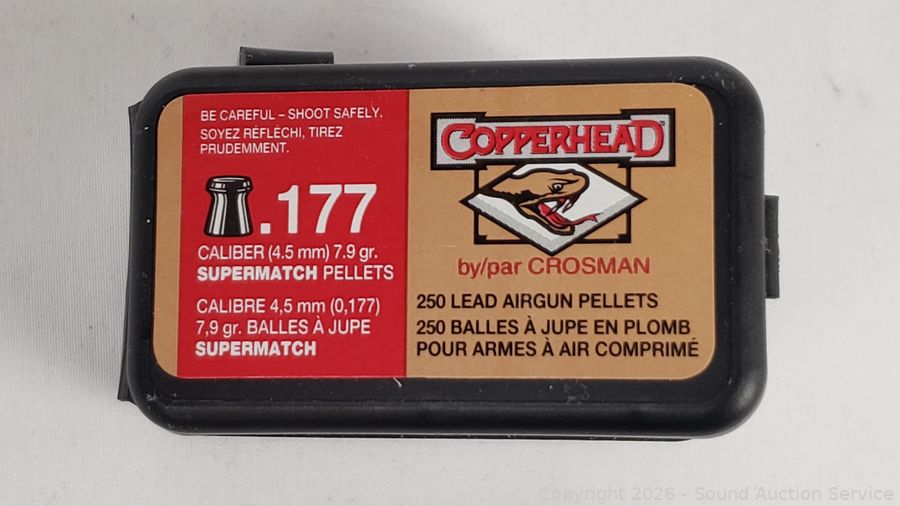 BE CAREFUL – SHOOT SAFELY.
SOYEZ RÉFLÉCHI, TIREZ
PRUDEMMENT.
.177
CALIBER (4.5 mm) 7.9 gr.
SUPERMATCH PELLETS
CALIBRE 4,5 mm (0,177)
7,9 gr. BALLES À JUPE
SUPERMATCH
COPPERHEAD
by/par CROSMAN
250 LEAD AIRGUN PELLETS
250 BALLES À JUPE EN PLOMB
POUR ARMES À AIR COMPRIMÉ
Copyright 2026 - Sound Auction Service